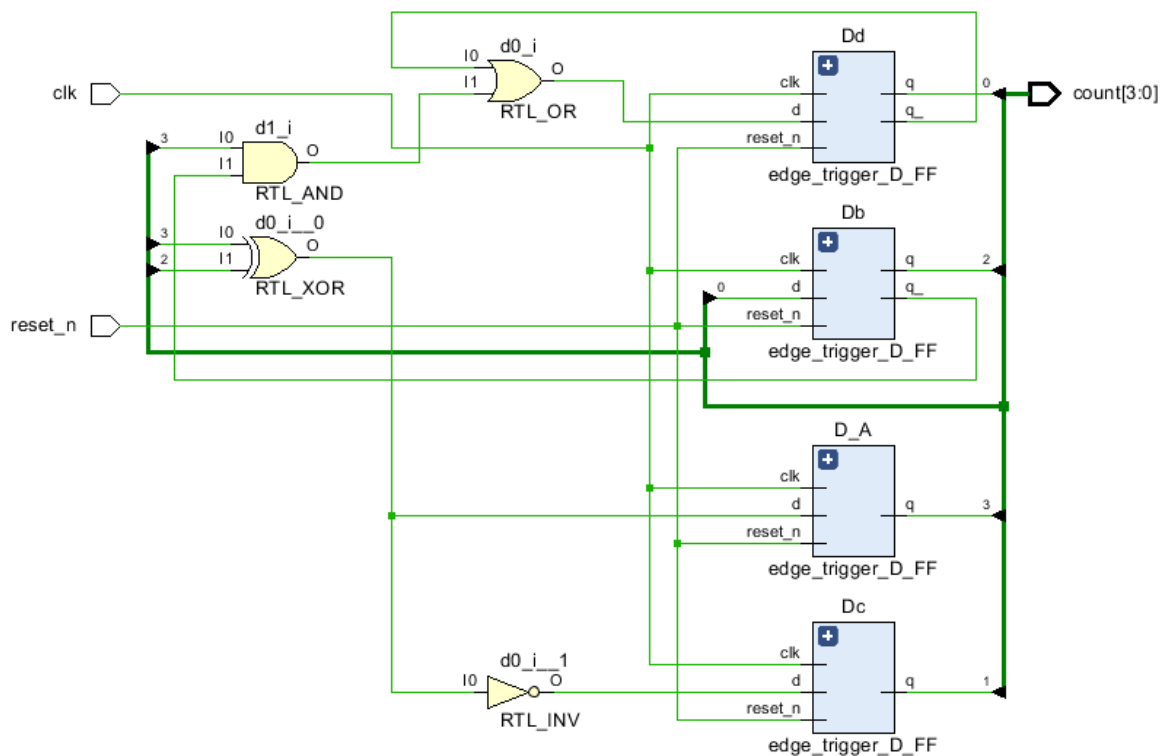 d0_i
I0
I1
O
RTL_OR
Dd
clk
d
reset_n
q
q_
0
edge_trigger_D_FF
count[3:0]
clk
d1_i
3
I0
I1
O
RTL_AND
d0_i__0
3
2
I0
I1
O
RTL_XOR
Db
clk
0
d
reset_n
q
q_
2
edge_trigger_D_FF
reset_n
D_A
clk
d
reset_n
q
3
edge_trigger_D_FF
Dc
clk
d
reset_n
q
1
edge_trigger_D_FF
d0_i__1
I0
O
RTL_INV